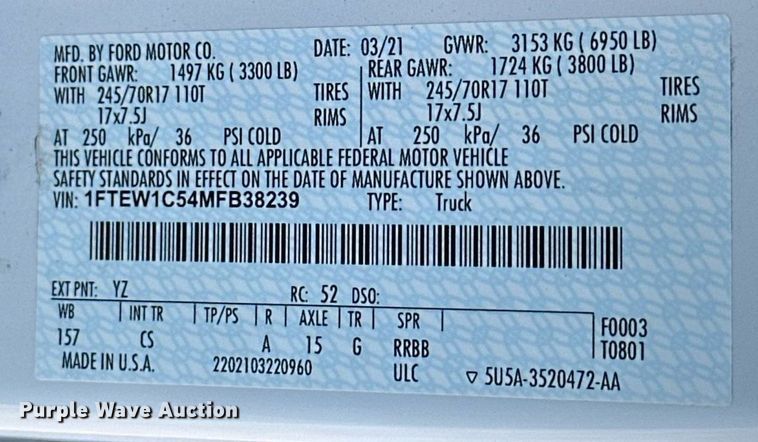 MFD. BY FORD MOTOR CO. DATE: 03/21 GVWR: 3153 KG ( 6950 LB)
FRONT GAWR: 1497 KG ( 3300 LB) REAR GAWR: 1724 KG ( 3800 LB)
WITH 245/70R17 110T TIRES WITH 245/70R17 110T TIRES
17x7.5J RIMS 17x7.5J RIMS
AT 250 kPa/ 36 PSI COLD AT 250 kPa/ 36 PSI COLD
THIS VEHICLE CONFORMS TO ALL APPLICABLE FEDERAL MOTOR VEHICLE
SAFETY STANDARDS IN EFFECT ON THE DATE OF MANUFACTURE SHOWN ABOVE.
VIN: 1FTEW1C54MFB38239 TYPE: Truck
EXT PNT: YZ RC: 52 DSO:
WB INT TR TP/PS R AXLE TR SPR F0003
157 CS A 15 G RRBB T0801
MADE IN U.S.A. 2202103220960 ULC ▽ 5U5A-3520472-AA
Purple Wave Auction